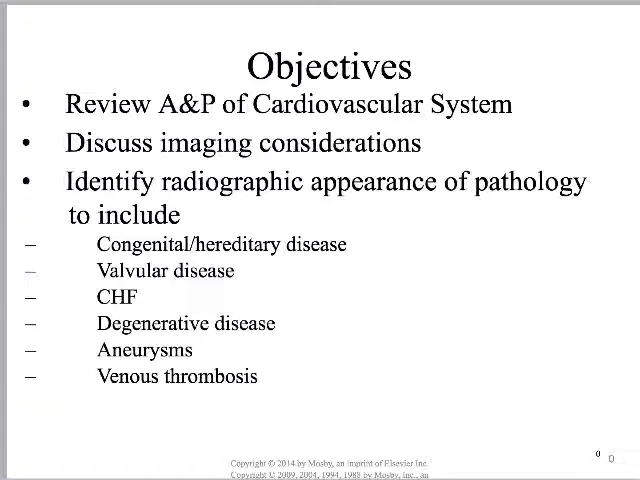 Objectives
• Review A&P of Cardiovascular System
• Discuss imaging considerations
• Identify radiographic appearance of pathology
to include
– Congenital/hereditary disease
– Valvular disease
– CHF
– Degenerative disease
– Aneurysms
– Venous thrombosis
0 0
Copyright © 2014 by Mosby, an imprint of Elsevier Inc.
Copyright © 2009, 2004, 1994, 1988 by Mosby, Inc., an